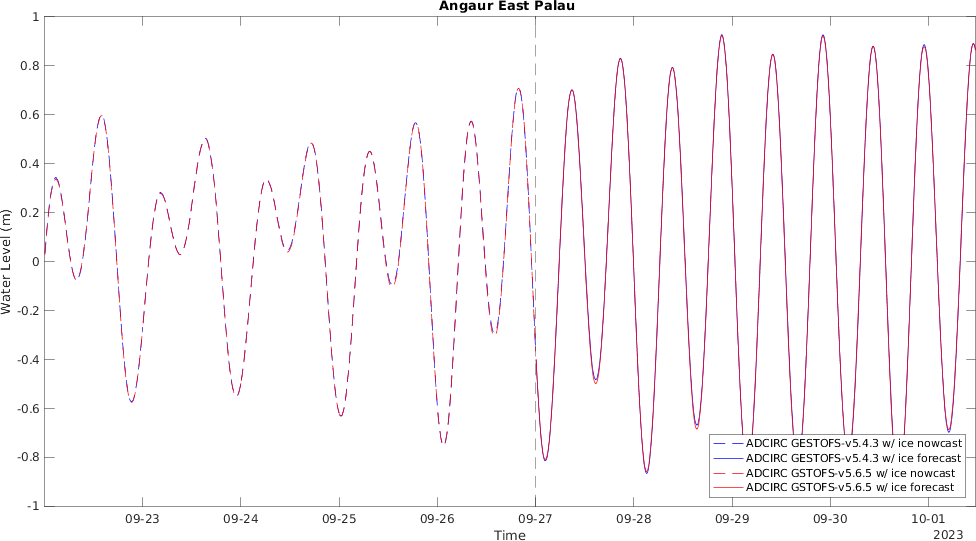 Angaur East Palau
1
0.8
0.6
0.4
0.2
0
-0.2
-0.4
-0.6
-0.8
-1
Water Level (m)
ADCIRC GESTOFS-v5.4.3 w/ ice nowcast
ADCIRC GESTOFS-v5.4.3 w/ ice forecast
ADCIRC GSTOFS-v5.6.5 w/ ice nowcast
ADCIRC GSTOFS-v5.6.5 w/ ice forecast
09-23 09-24 09-25 09-26 09-27 09-28 09-29 09-30 10-01
Time
2023